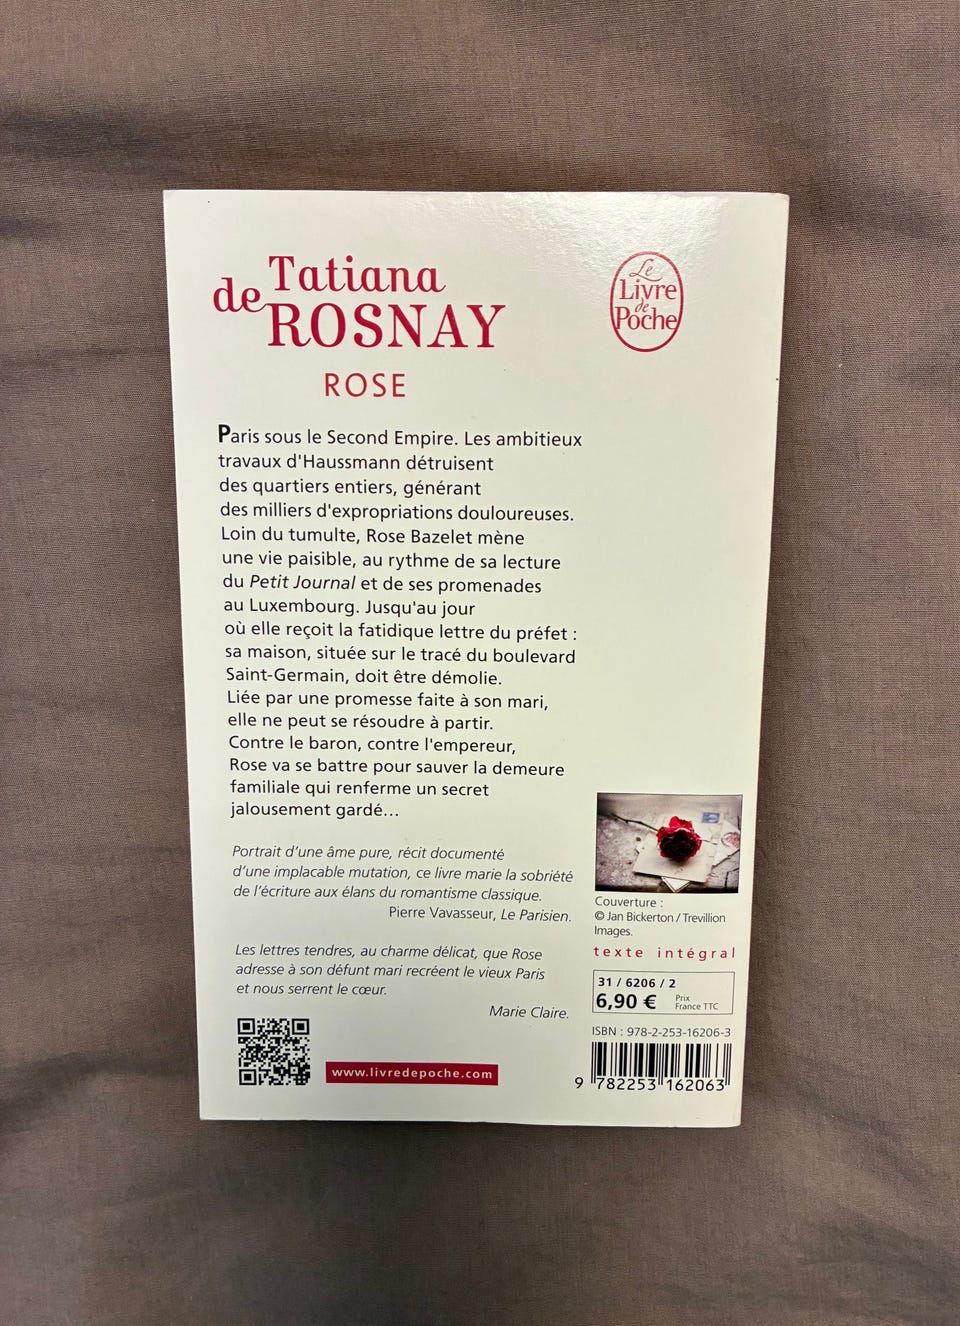 Tatiana
de ROSNAY
Le
Livre
de
Poche
ROSE
Paris sous le Second Empire. Les ambitieux
travaux d'Haussmann détruisent
des quartiers entiers, générant
des milliers d'expropriations douloureuses.
Loin du tumulte, Rose Bazelet mène
une vie paisible, au rythme de sa lecture
du Petit Journal et de ses promenades
au Luxembourg. Jusqu'au jour
où elle reçoit la fatidique lettre du préfet :
sa maison, située sur le tracé du boulevard
Saint-Germain, doit être démolie.
Liée par une promesse faite à son mari,
elle ne peut se résoudre à partir.
Contre le baron, contre l'empereur,
Rose va se battre pour sauver la demeure
familiale qui renferme un secret
jalousement gardé...
Portrait d'une âme pure, récit documenté
d'une implacable mutation, ce livre marie la sobriété
de l'écriture aux élans du romantisme classique.
Pierre Vavasseur, Le Parisien.
Les lettres tendres, au charme délicat, que Rose
adresse à son défunt mari recréent le vieux Paris
et nous serrent le cœur.
Marie Claire.
www.livredepoche.com
Couverture :
© Jan Bickerton / Trevillion
Images.
texte intégral
31 / 6206 / 2
6,90 € Prix
France TTC
ISBN : 978-2-253-16206-3
9 782253 162063